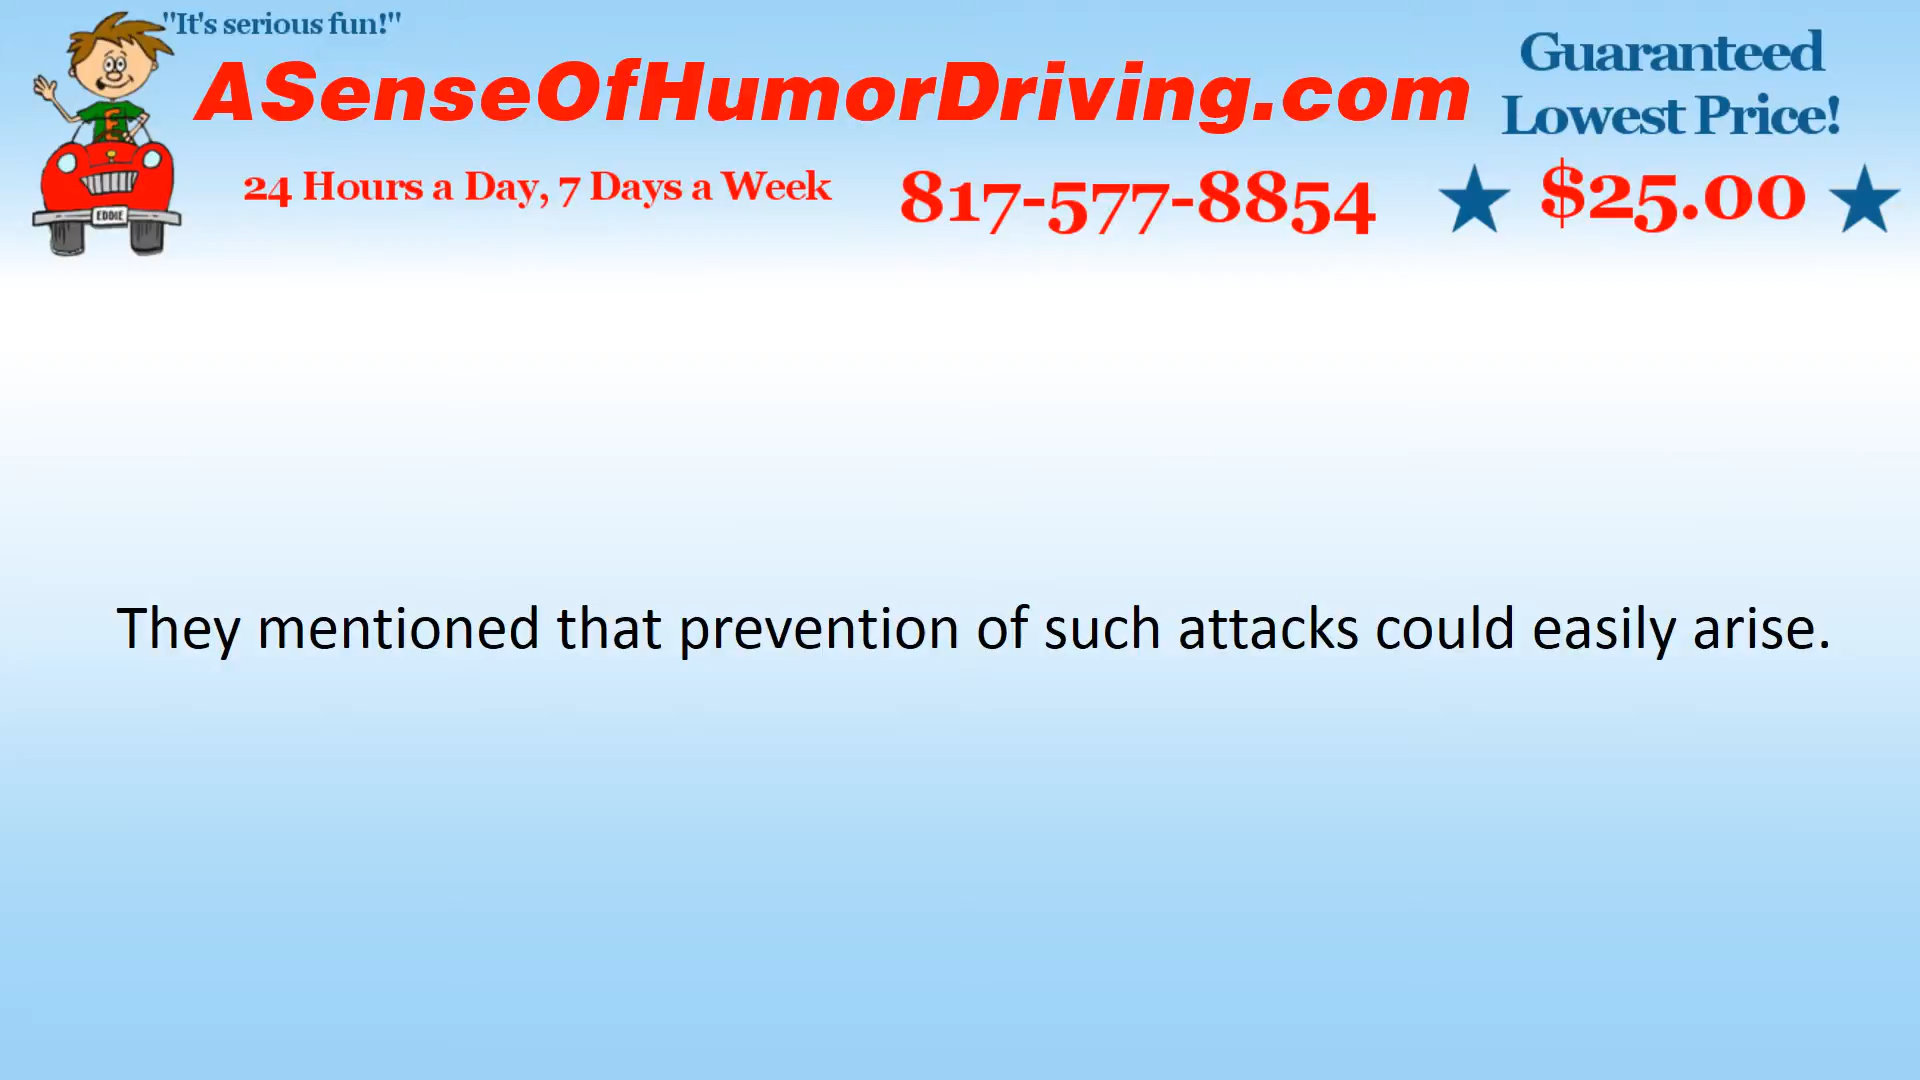 "It's serious fun!"
ASenseOfHumorDriving.com
Guaranteed
Lowest Price!
24 Hours a Day, 7 Days a Week
817-577-8854
$25.00
E
EDDIE
They mentioned that prevention of such attacks could easily arise.